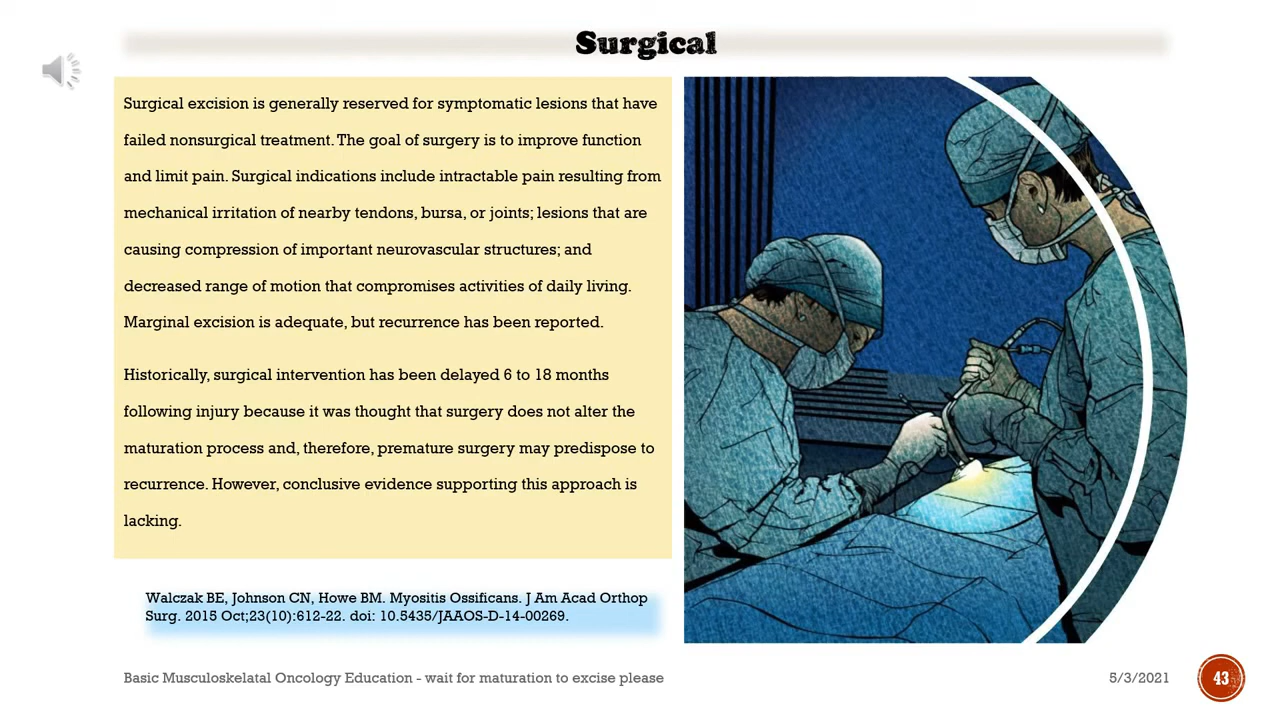 Surgical
Surgical excision is generally reserved for symptomatic lesions that have
failed nonsurgical treatment. The goal of surgery is to improve function
and limit pain. Surgical indications include intractable pain resulting from
mechanical irritation of nearby tendons, bursa, or joints; lesions that are
causing compression of important neurovascular structures; and
decreased range of motion that compromises activities of daily living.
Marginal excision is adequate, but recurrence has been reported.
Historically, surgical intervention has been delayed 6 to 18 months
following injury because it was thought that surgery does not alter the
maturation process and, therefore, premature surgery may predispose to
recurrence. However, conclusive evidence supporting this approach is
lacking.
Walczak BE, Johnson CN, Howe BM. Myositis Ossificans. J Am Acad Orthop
Surg. 2015 Oct;23(10):612-22. doi: 10.5435/JAAOS-D-14-00269.
Basic Musculoskelatal Oncology Education - wait for maturation to excise please
5/3/2021
43